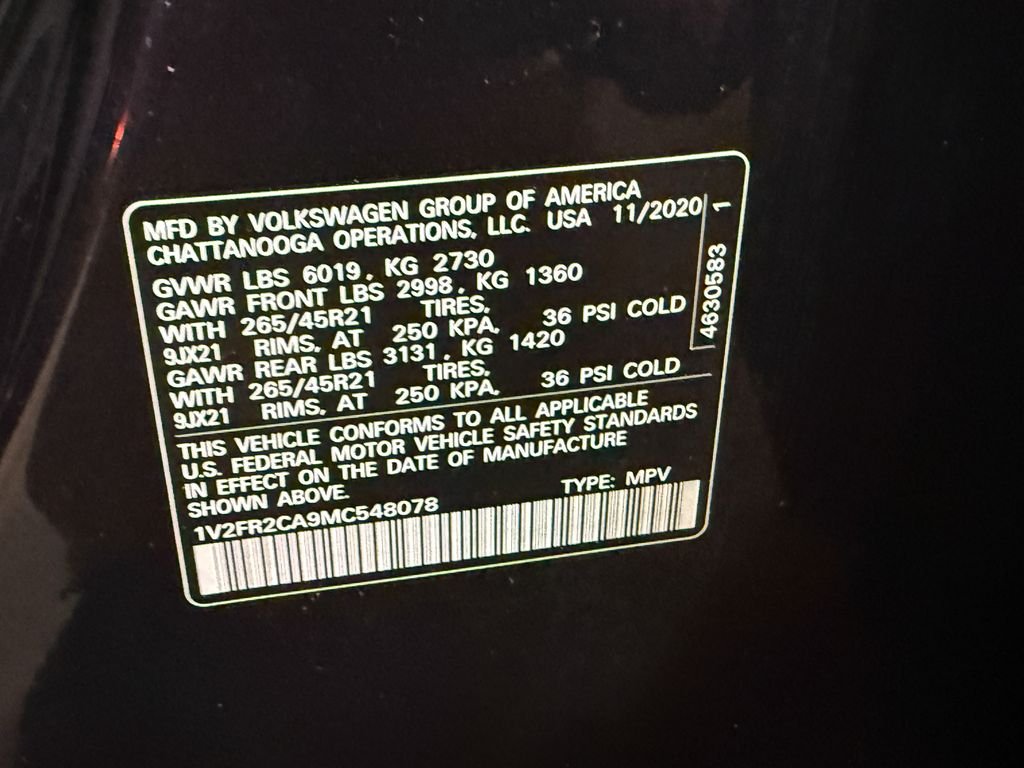 MFD BY VOLKSWAGEN GROUP OF AMERICA
CHATTANOOGA OPERATIONS, LLC. USA 11/2020
GVWR LBS 6019, KG 2730
GAWR FRONT LBS 2998, KG 1360
WITH 265/45R21 TIRES,
9JX21 RIMS, AT 250 KPA, 36 PSI COLD
GAWR REAR LBS 3131, KG 1420
WITH 265/45R21 TIRES,
9JX21 RIMS, AT 250 KPA, 36 PSI COLD
4630583 1
THIS VEHICLE CONFORMS TO ALL APPLICABLE
U.S. FEDERAL MOTOR VEHICLE SAFETY STANDARDS
IN EFFECT ON THE DATE OF MANUFACTURE
SHOWN ABOVE.
1V2FR2CA9MC548078 TYPE: MPV